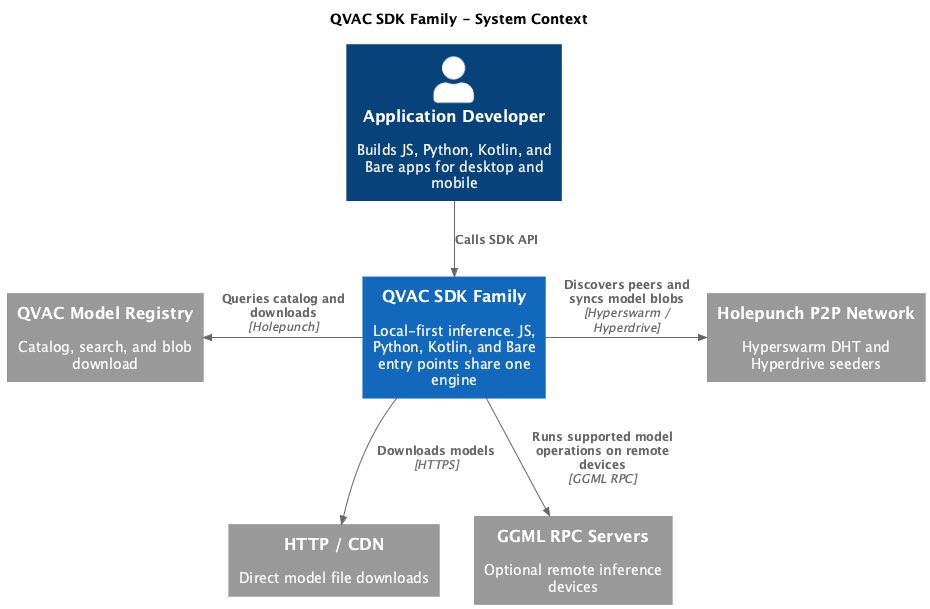 QVAC SDK Family - System Context
Application Developer
Builds JS, Python, Kotlin, and
Bare apps for desktop and
mobile
Calls SDK API
QVAC SDK Family
Local-first inference. JS,
Python, Kotlin, and Bare
entry points share one
engine
Queries catalog and
downloads
[Holepunch]
QVAC Model Registry
Catalog, search, and blob
download
Discovers peers and
syncs model blobs
[Hyperswarm /
Hyperdrive]
Holepunch P2P Network
Hyperswarm DHT and
Hyperdrive seeders
Downloads models
[HTTPS]
Runs supported model
operations on remote
devices
[GGML RPC]
HTTP / CDN
Direct model file downloads
GGML RPC Servers
Optional remote inference
devices